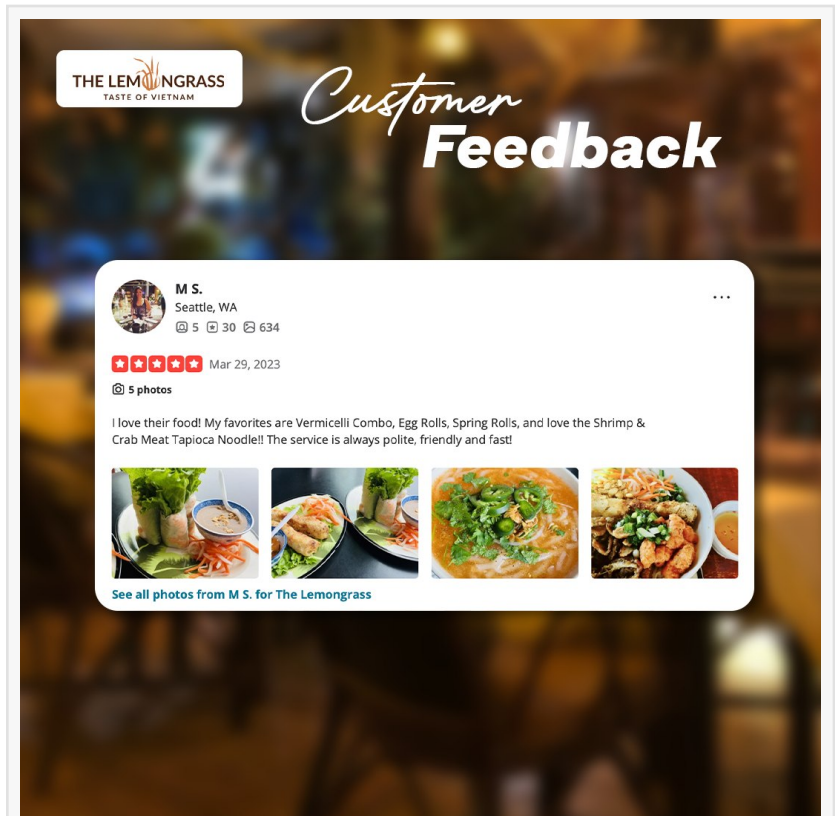 THE LEMONGRASS
TASTE OF VIETNAM
Customer
Feedback
M S.
Seattle, WA
5 30 634
Mar 29, 2023
5 photos
I love their food! My favorites are Vermicelli Combo, Egg Rolls, Spring Rolls, and love the Shrimp &
Crab Meat Tapioca Noodle!! The service is always polite, friendly and fast!
See all photos from M S. for The Lemongrass